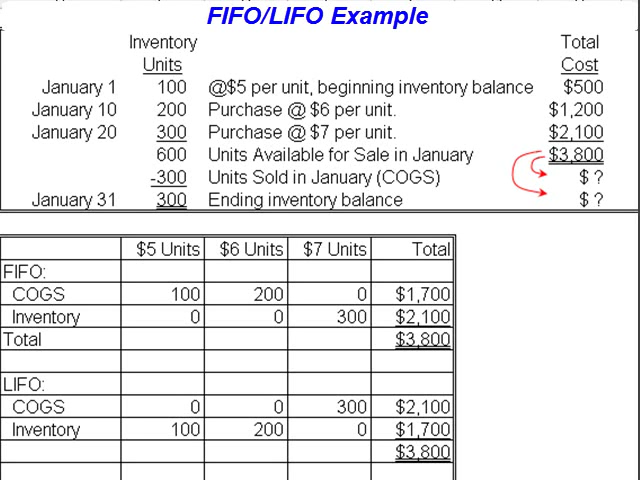 FIFO/LIFO Example
Inventory Total
Units Cost
January 1 100 @$5 per unit, beginning inventory balance $500
January 10 200 Purchase @ $6 per unit. $1,200
January 20 300 Purchase @ $7 per unit. $2,100
600 Units Available for Sale in January $3,800
-300 Units Sold in January (COGS) $ ?
January 31 300 Ending inventory balance $ ?
$5 Units $6 Units $7 Units Total
FIFO:
COGS 100 200 0 $1,700
Inventory 0 0 300 $2,100
Total $3,800
LIFO:
COGS 0 0 300 $2,100
Inventory 100 200 0 $1,700
$3,800